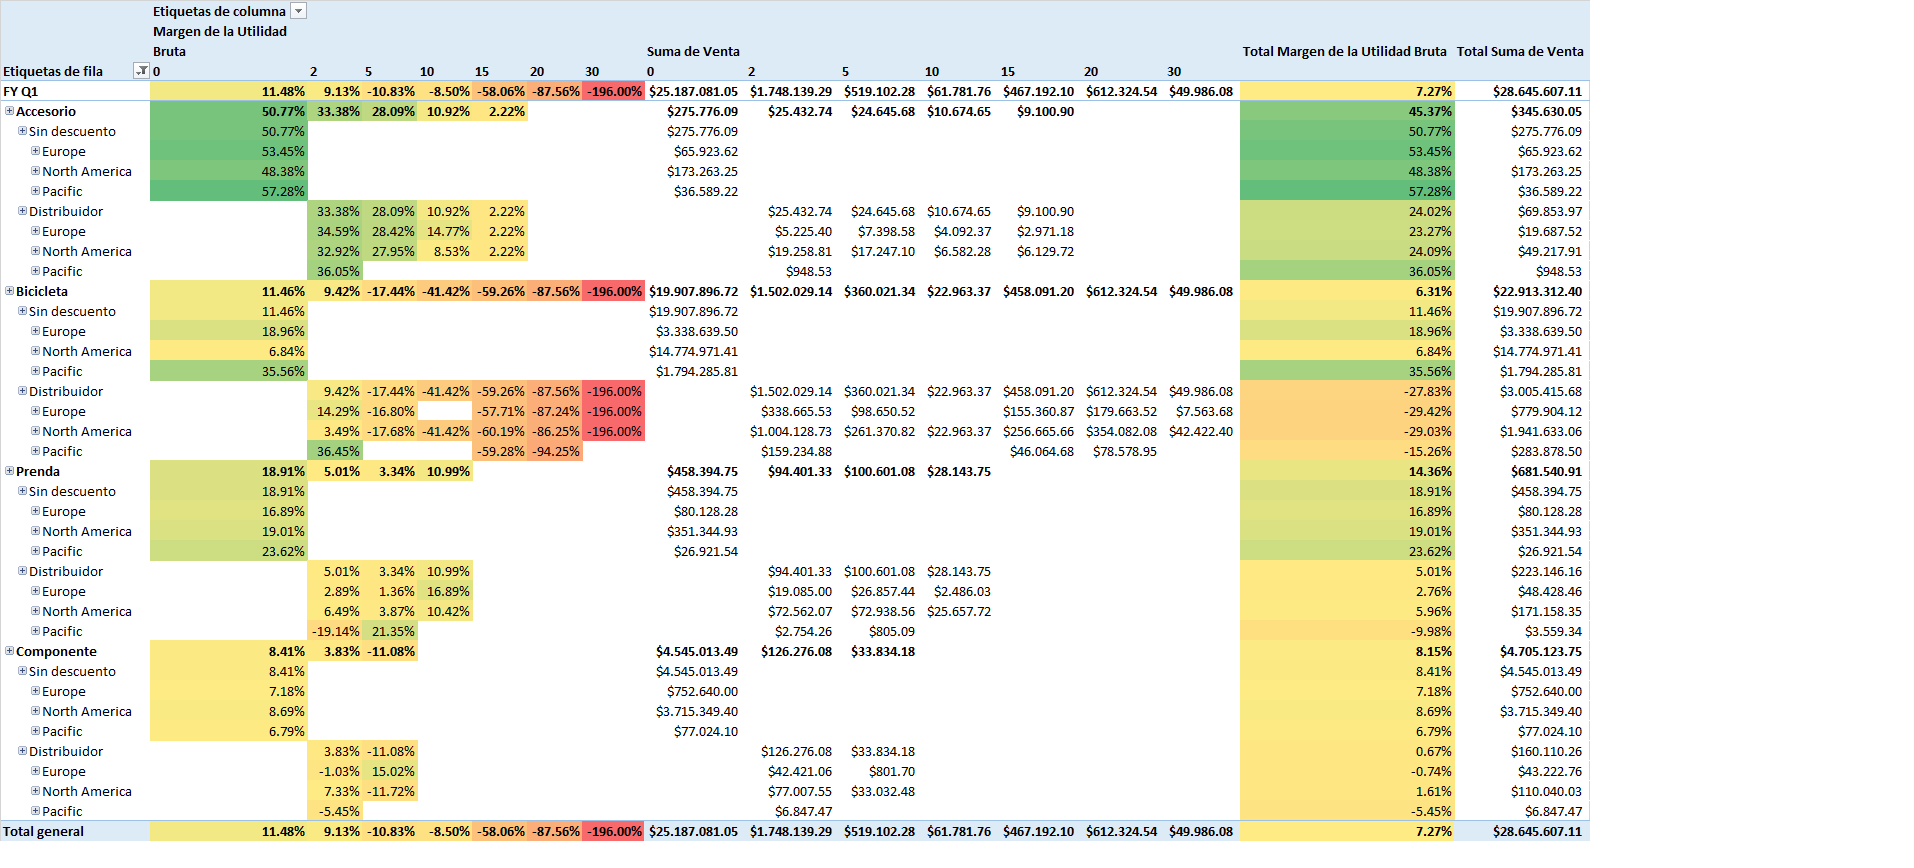 Etiquetas de columna
Margen de la Utilidad
Bruta Suma de Venta Total Margen de la Utilidad Bruta Total Suma de Venta
Etiquetas de fila 0 2 5 10 15 20 30 0 2 5 10 15 20 30
FY Q1 11.48% 9.13% -10.83% -8.50% -58.06% -87.56% -196.00% $25.187.081.05 $1.748.139.29 $519.102.28 $61.781.76 $467.192.10 $612.324.54 $49.986.08 7.27% $28.645.607.11
Accesorio 50.77% 33.38% 28.09% 10.92% 2.22% $275.776.09 $25.432.74 $24.645.68 $10.674.65 $9.100.90 45.37% $345.630.05
Sin descuento 50.77% $275.776.09 50.77% $275.776.09
Europe 53.45% $65.923.62 53.45% $65.923.62
North America 48.38% $173.263.25 48.38% $173.263.25
Pacific 57.28% $36.589.22 57.28% $36.589.22
Distribuidor 33.38% 28.09% 10.92% 2.22% $25.432.74 $24.645.68 $10.674.65 $9.100.90 24.02% $69.853.97
Europe 34.59% 28.42% 14.77% 2.22% $5.225.40 $7.398.58 $4.092.37 $2.971.18 23.27% $19.687.52
North America 32.92% 27.95% 8.53% 2.22% $19.258.81 $17.247.10 $6.582.28 $6.129.72 24.09% $49.217.91
Pacific 36.05% $948.53 36.05% $948.53
Bicicleta 11.46% 9.42% -17.44% -41.42% -59.26% -87.56% -196.00% $19.907.896.72 $1.502.029.14 $360.021.34 $22.963.37 $458.091.20 $612.324.54 $49.986.08 6.31% $22.913.312.40
Sin descuento 11.46% $19.907.896.72 11.46% $19.907.896.72
Europe 18.96% $3.338.639.50 18.96% $3.338.639.50
North America 6.84% $14.774.971.41 6.84% $14.774.971.41
Pacific 35.56% $1.794.285.81 35.56% $1.794.285.81
Distribuidor 9.42% -17.44% -41.42% -59.26% -87.56% -196.00% $1.502.029.14 $360.021.34 $22.963.37 $458.091.20 $612.324.54 $49.986.08 -27.83% $3.005.415.68
Europe 14.29% -16.80% -57.71% -87.24% -196.00% $338.665.53 $98.650.52 $155.360.87 $179.663.52 $7.563.68 -29.42% $779.904.12
North America 3.49% -17.68% -41.42% -60.19% -86.25% -196.00% $1.004.128.73 $261.370.82 $22.963.37 $256.665.66 $354.082.08 $42.422.40 -29.03% $1.941.633.06
Pacific 36.45% -59.28% -94.25% $159.234.88 $46.064.68 $78.578.95 -15.26% $283.878.50
Prenda 18.91% 5.01% 3.34% 10.99% $458.394.75 $94.401.33 $100.601.08 $28.143.75 14.36% $681.540.91
Sin descuento 18.91% $458.394.75 18.91% $458.394.75
Europe 16.89% $80.128.28 16.89% $80.128.28
North America 19.01% $351.344.93 19.01% $351.344.93
Pacific 23.62% $26.921.54 23.62% $26.921.54
Distribuidor 5.01% 3.34% 10.99% $94.401.33 $100.601.08 $28.143.75 5.01% $223.146.16
Europe 2.89% 1.36% 16.89% $19.085.00 $26.857.44 $2.486.03 2.76% $48.428.46
North America 6.49% 3.87% 10.42% $72.562.07 $72.938.56 $25.657.72 5.96% $171.158.35
Pacific -19.14% 21.35% $2.754.26 $805.09 -9.98% $3.559.34
Componente 8.41% 3.83% -11.08% $4.545.013.49 $126.276.08 $33.834.18 8.15% $4.705.123.75
Sin descuento 8.41% $4.545.013.49 8.41% $4.545.013.49
Europe 7.18% $752.640.00 7.18% $752.640.00
North America 8.69% $3.715.349.40 8.69% $3.715.349.40
Pacific 6.79% $77.024.10 6.79% $77.024.10
Distribuidor 3.83% -11.08% $126.276.08 $33.834.18 0.67% $160.110.26
Europe -1.03% 15.02% $42.421.06 $801.70 -0.74% $43.222.76
North America 7.33% -11.72% $77.007.55 $33.032.48 1.61% $110.040.03
Pacific -5.45% $6.847.47 -5.45% $6.847.47
Total general 11.48% 9.13% -10.83% -8.50% -58.06% -87.56% -196.00% $25.187.081.05 $1.748.139.29 $519.102.28 $61.781.76 $467.192.10 $612.324.54 $49.986.08 7.27% $28.645.607.11